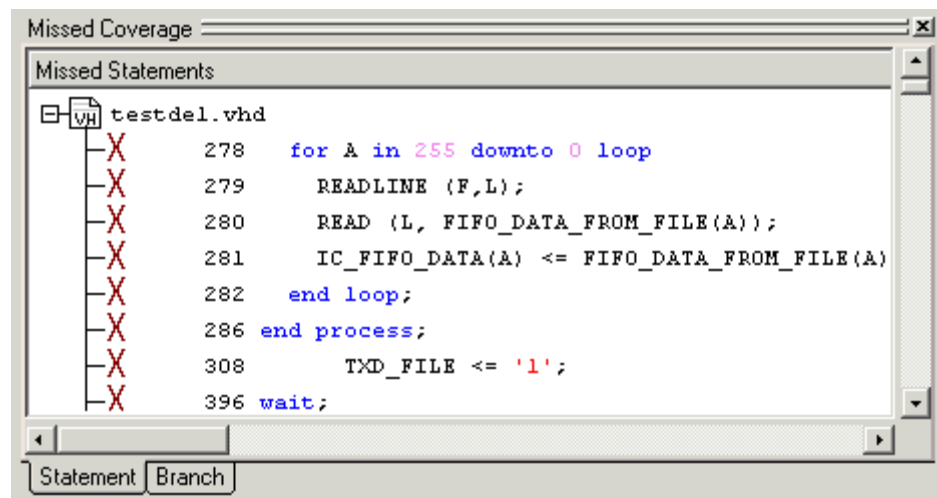 Missed Coverage
Missed Statements
VH testdel.vhd
X 278 for A in 255 downto 0 loop
X 279 READLINE (F,L);
X 280 READ (L, FIFO_DATA_FROM_FILE(A));
X 281 IC_FIFO_DATA(A) <= FIFO_DATA_FROM_FILE(A)
X 282 end loop;
X 286 end process;
X 308 TXD_FILE <= '1';
X 396 wait;
Statement Branch